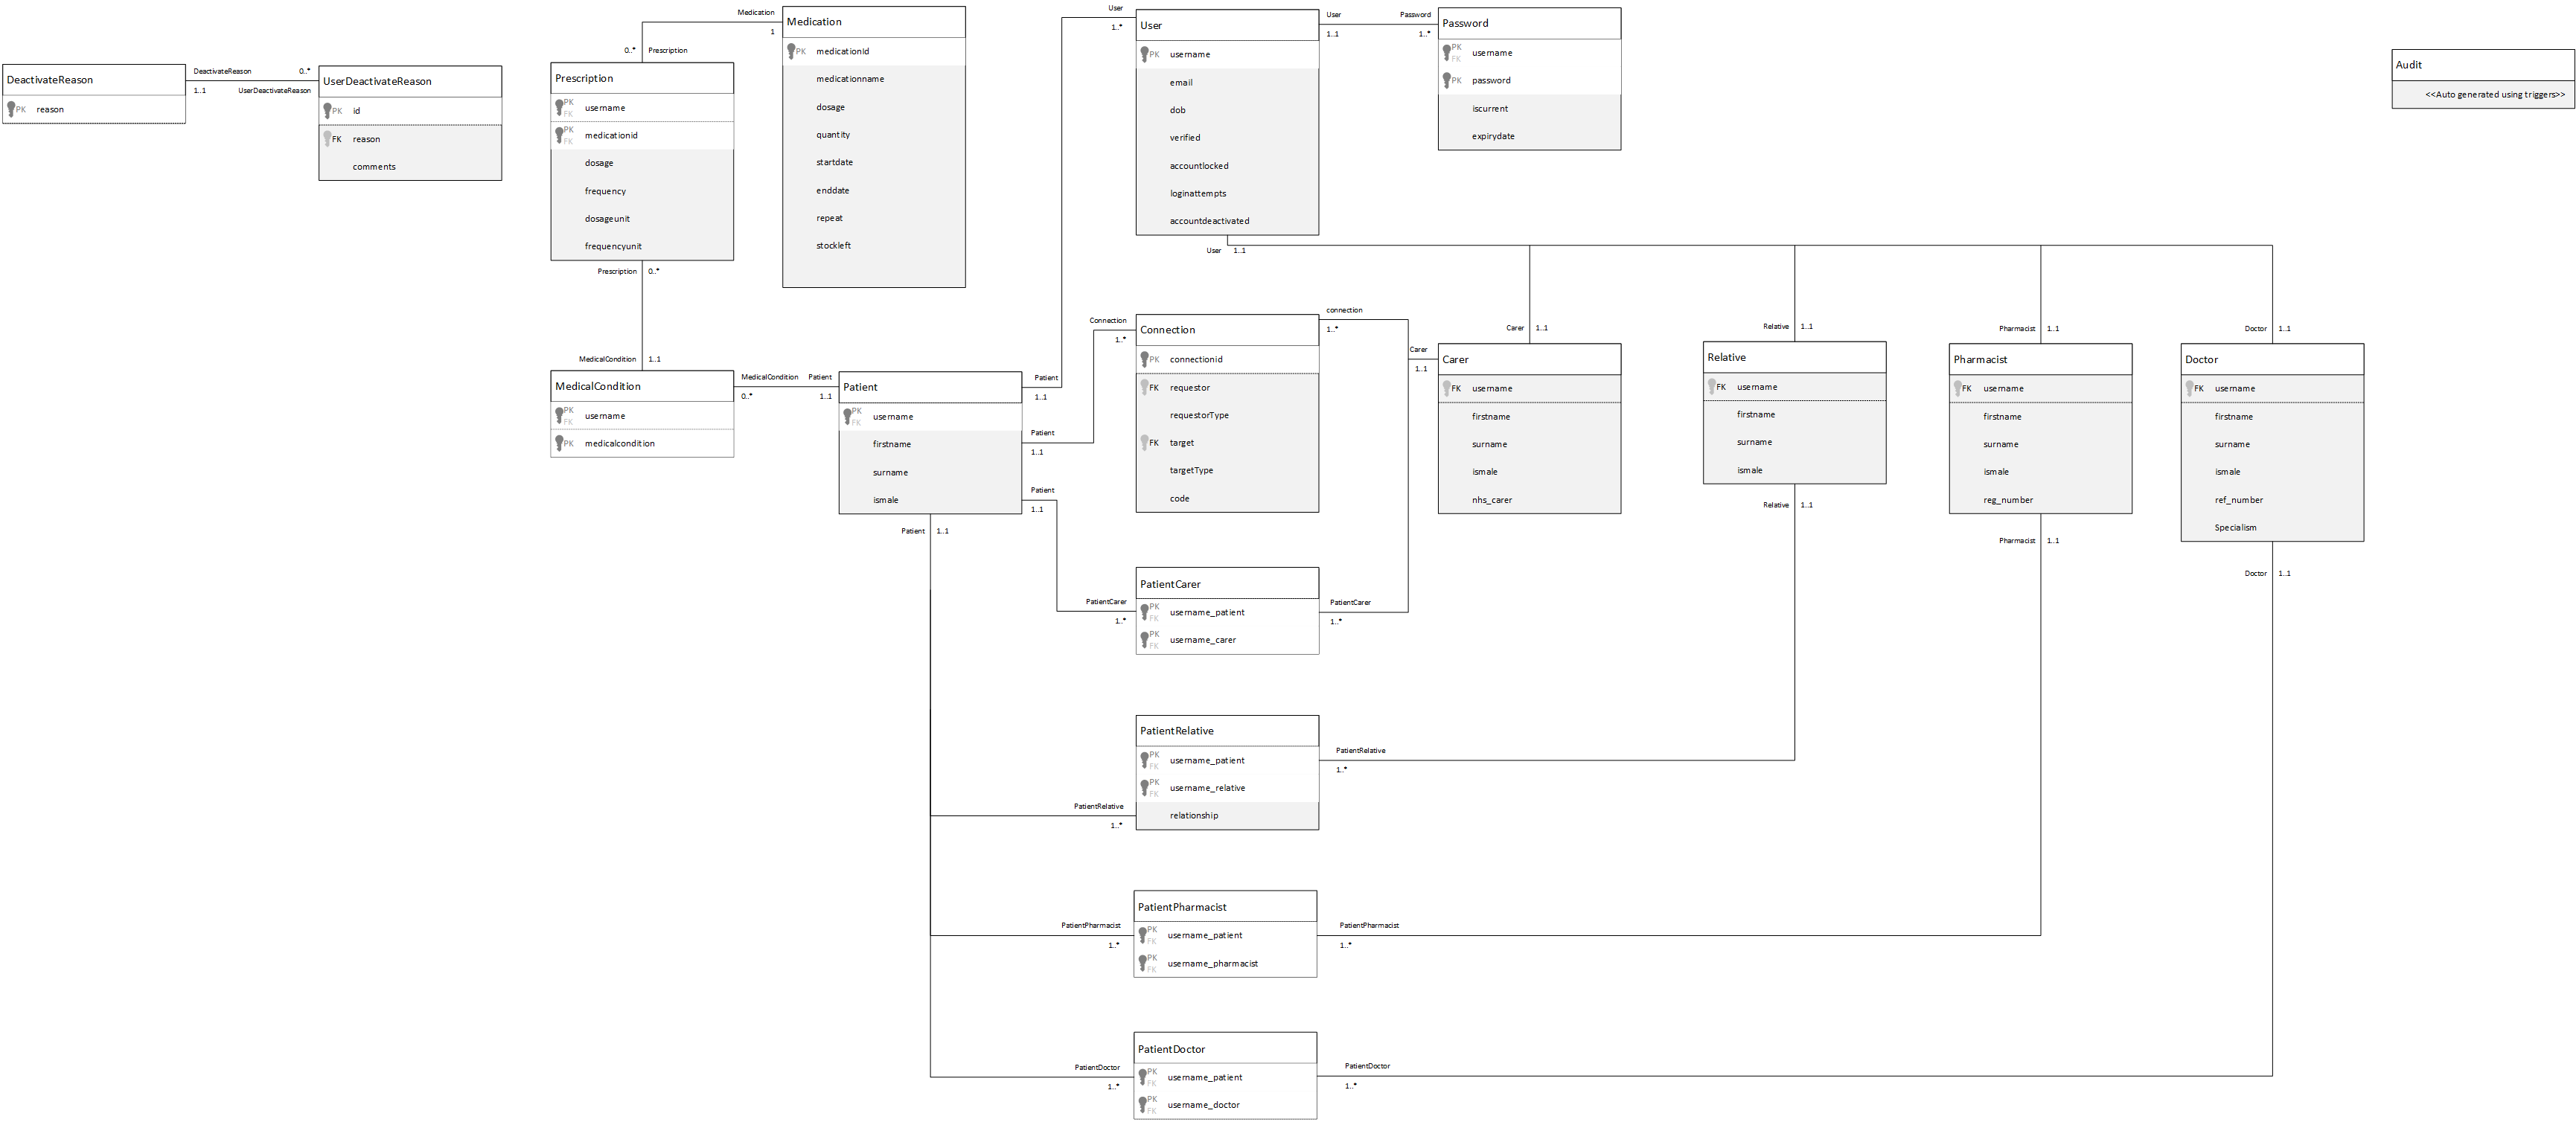 DeactivateReason
PK reason
DeactivateReason 0..*
1..1 UserDeactivateReason
UserDeactivateReason
PK id
FK reason
comments
Medication
1
0..* Prescription
Prescription
PK FK username
PK FK medicationid
dosage
frequency
dosageunit
frequencyunit
Prescription 0..*
MedicalCondition 1..1
Medication
PK medicationId
medicationname
dosage
quantity
startdate
enddate
repeat
stockleft
MedicalCondition
PK FK username
PK medicalcondition
MedicalCondition Patient
0..* 1..1
Patient
PK FK username
firstname
surname
ismale
Patient
1..1
Patient
1..1
Patient
1..1
Patient 1..1
User
1..*
User
PK username
email
dob
verified
accountlocked
loginattempts
accountdeactivated
User 1..1
User Password
1..1 1..*
Password
PK FK username
PK password
iscurrent
expirydate
Audit
<<Auto generated using triggers>>
Connection
1..*
Connection
PK connectionid
FK requestor
requestorType
FK target
targetType
code
connection
1..*
Carer
1..1
Carer 1..1
Carer
FK username
firstname
surname
ismale
nhs_carer
Relative 1..1
Relative
FK username
firstname
surname
ismale
Relative 1..1
Pharmacist 1..1
Pharmacist
FK username
firstname
surname
ismale
reg_number
Pharmacist 1..1
Doctor 1..1
Doctor
FK username
firstname
surname
ismale
ref_number
Specialism
Doctor 1..1
PatientCarer
1..*
PatientCarer
PK FK username_patient
PK FK username_carer
PatientCarer
1..*
PatientRelative
PK FK username_patient
PK FK username_relative
relationship
PatientRelative
1..*
PatientRelative
1..*
PatientPharmacist
1..*
PatientPharmacist
PK FK username_patient
PK FK username_pharmacist
PatientPharmacist
1..*
PatientDoctor
1..*
PatientDoctor
PK FK username_patient
PK FK username_doctor
PatientDoctor
1..*